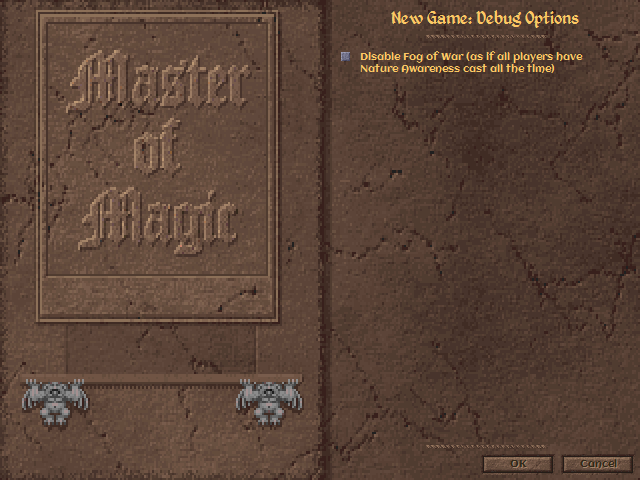 Master
of
Magic
New Game: Debug Options
Disable Fog of War (as if all players have
Nature Awareness cast all the time)
OK
Cancel